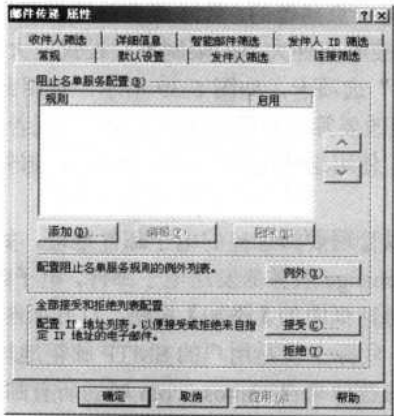 邮件传递 属性
收件人筛选 详细信息 智能邮件筛选 发件人 ID 筛选
常规 默认设置 发件人筛选 连接筛选
阻止名单服务配置(B)
规则 启用
添加(D)... 编辑(E)... 删除(M)...
配置阻止名单服务规则的例外列表。 例外(X)...
全部接受和拒绝列表配置
配置 IP 地址列表，以便接受或拒绝来自指 接受(C)...
定 IP 地址的电子邮件。
拒绝(T)...
确定 取消 应用(A) 帮助